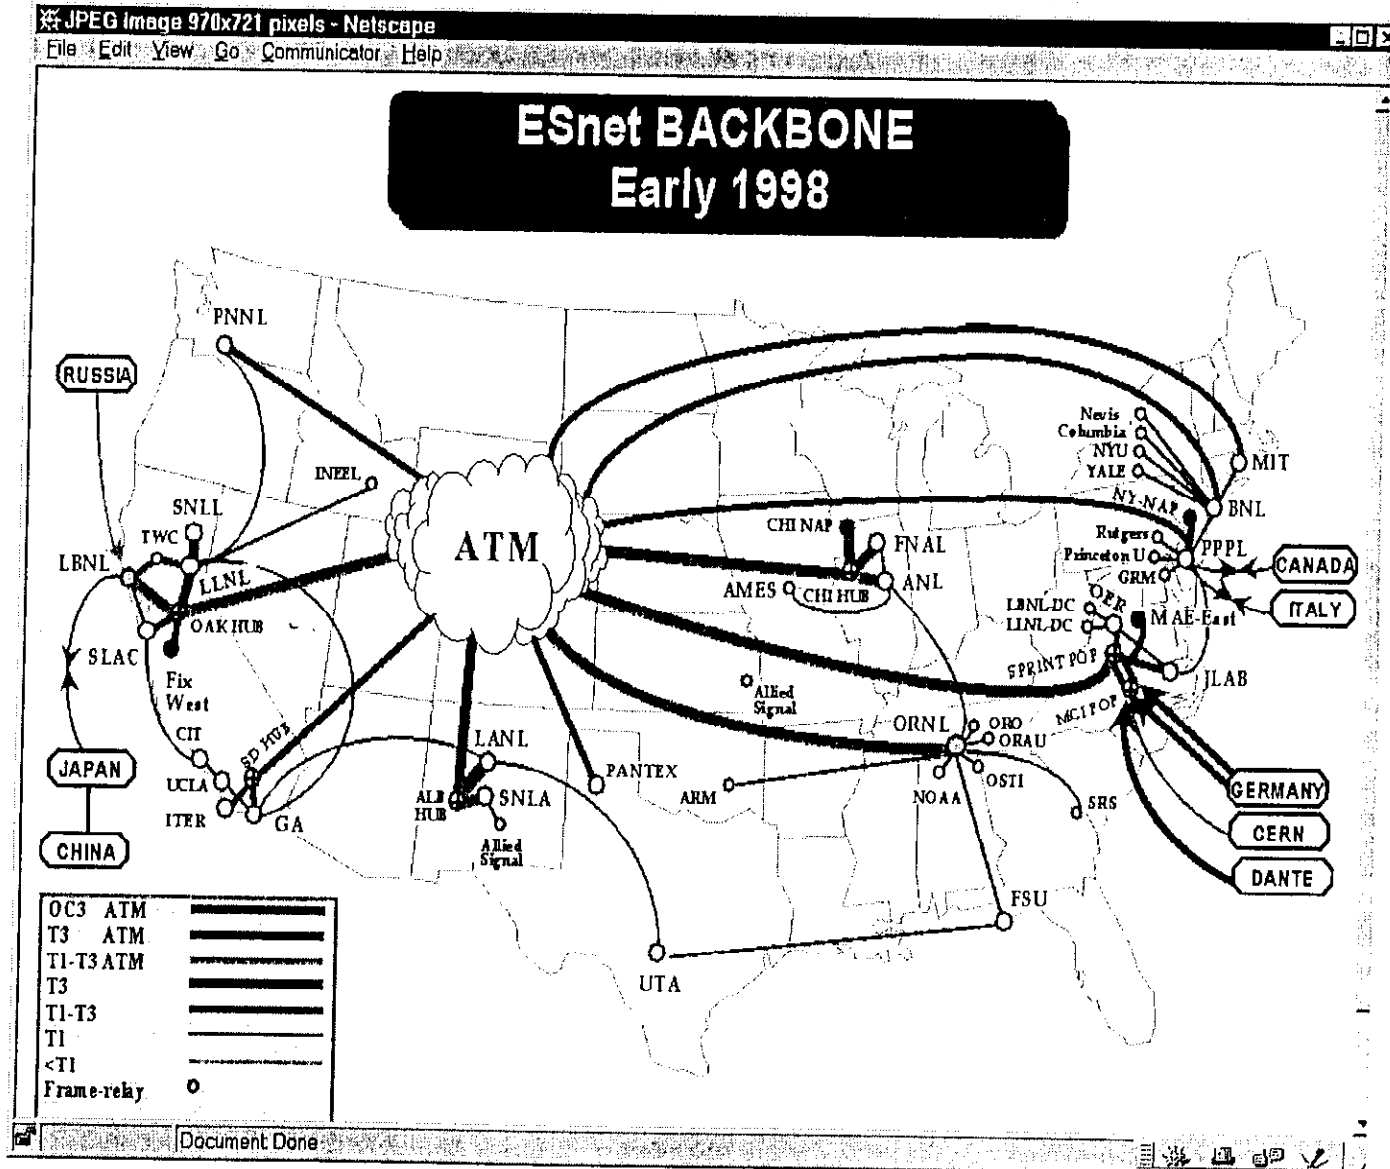 JPEG image 970x721 pixels - Netscape
File Edit View Go Communicator Help
ESnet BACKBONE
Early 1998
PNNL
RUSSIA
INEEL
SNLL
TWC
LBNL
LLNL
OAK HUB
SLAC
Fix
West
CIT
SD HUB
UCLA
ITER
GA
JAPAN
CHINA
ATM
LANL
ALB
HUB
SNLA
Allied
Signal
PANTEX
UTA
CHI NAP
FNAL
AMES
CHI HUB
ANL
Allied
Signal
ORNL
ORO
ORAU
OSTI
NOAA
ARM
SRS
FSU
Nevis
Columbia
NYU
YALE
MIT
NY-NAP
BNL
Rutgers
PPPL
Princeton U
GRM
CANADA
ITALY
OER
LBNL-DC
LLNL-DC
MAE-East
SPRINT POP
JLAB
MCI POP
GERMANY
CERN
DANTE
OC3 ATM
T3 ATM
T1-T3 ATM
T3
T1-T3
T1
<T1
Frame-relay
Document Done